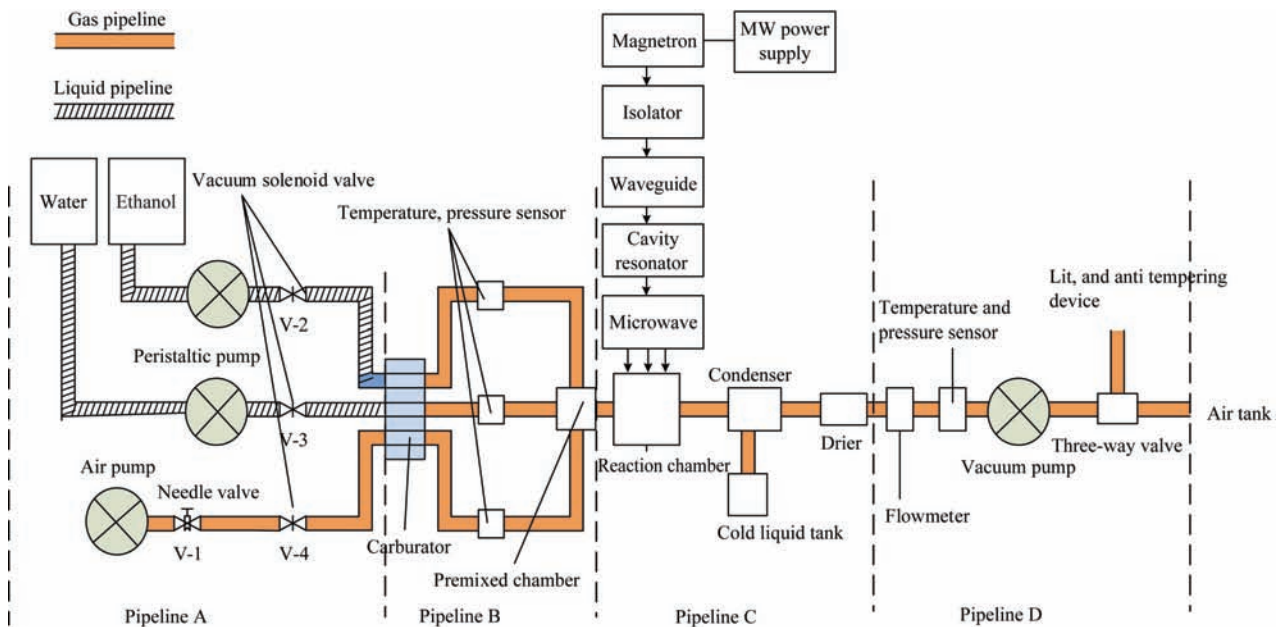 Gas pipeline
Liquid pipeline
Water
Ethanol
Vacuum solenoid valve
Temperature, pressure sensor
V-2
Peristaltic pump
V-3
Air pump
Needle valve
V-1
V-4
Carburator
Premixed chamber
Magnetron
MW power
supply
Isolator
Waveguide
Cavity
resonator
Microwave
Reaction chamber
Condenser
Cold liquid tank
Drier
Temperature and
pressure sensor
Flowmeter
Vacuum pump
Lit, and anti tempering
device
Three-way valve
Air tank
Pipeline A
Pipeline B
Pipeline C
Pipeline D